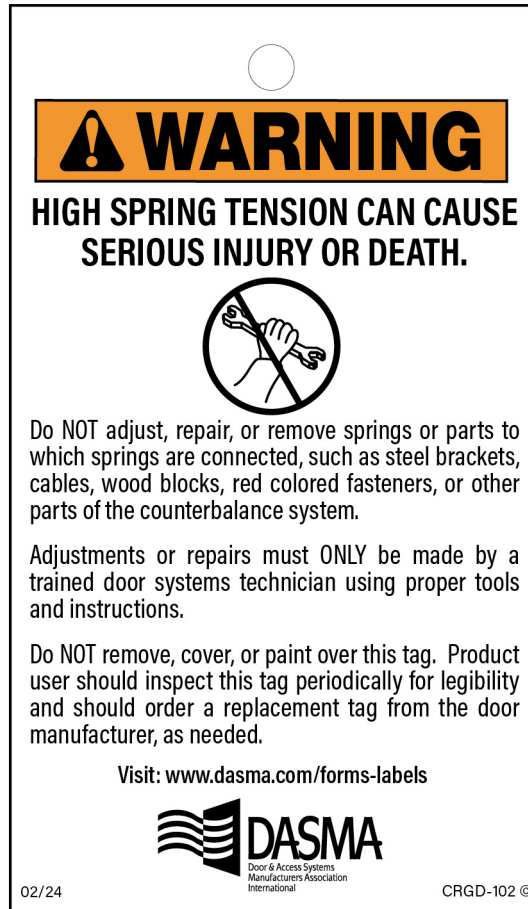 WARNING
HIGH SPRING TENSION CAN CAUSE
SERIOUS INJURY OR DEATH.
Do NOT adjust, repair, or remove springs or parts to
which springs are connected, such as steel brackets,
cables, wood blocks, red colored fasteners, or other
parts of the counterbalance system.
Adjustments or repairs must ONLY be made by a
trained door systems technician using proper tools
and instructions.
Do NOT remove, cover, or paint over this tag. Product
user should inspect this tag periodically for legibility
and should order a replacement tag from the door
manufacturer, as needed.
Visit: www.dasma.com/forms-labels
DASMA
Door & Access Systems
Manufacturers Association
International
02/24 CRGD-102 ©